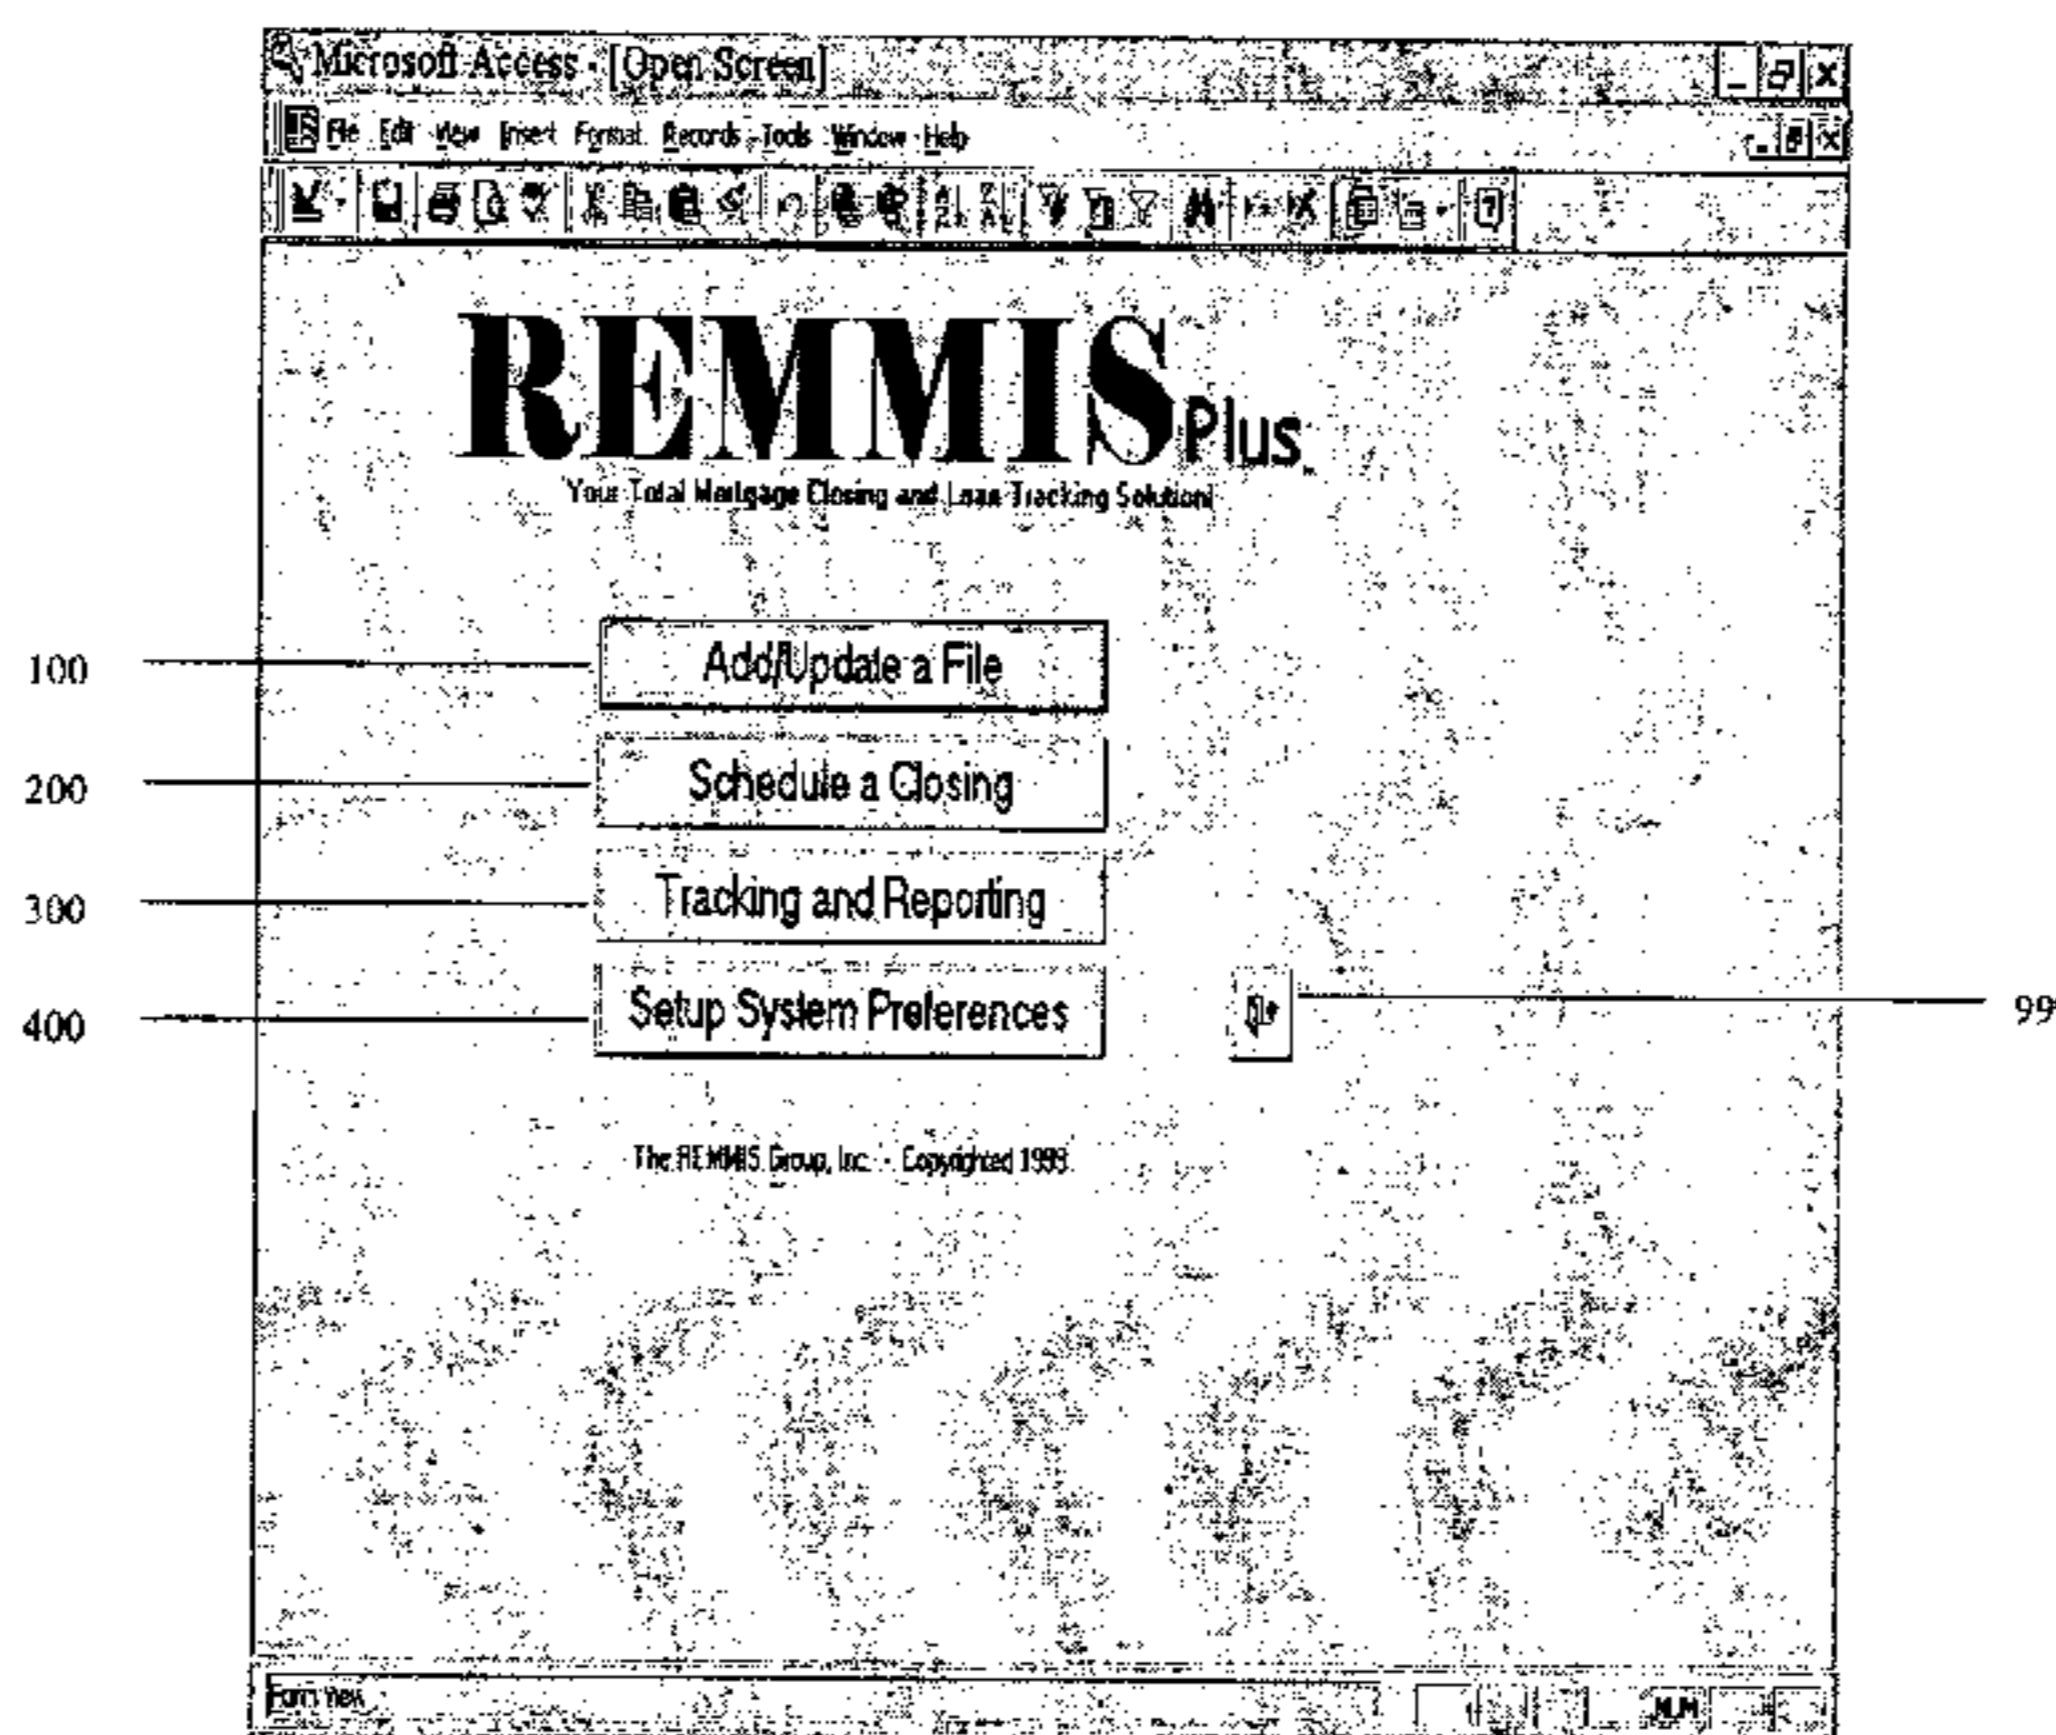 Microsoft Access - [Open Screen]
File Edit View Insert Format Records Tools Window Help
REMMIS Plus
Your Total Mortgage Closing and Loan Tracking Solution!
100 Add/Update a File
200 Schedule a Closing
300 Tracking and Reporting
400 Setup System Preferences 99
The REMMIS Group, Inc. - Copyrighted
Form View NUM